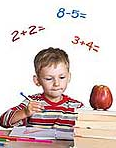 8-5=
2+2=
3+4=